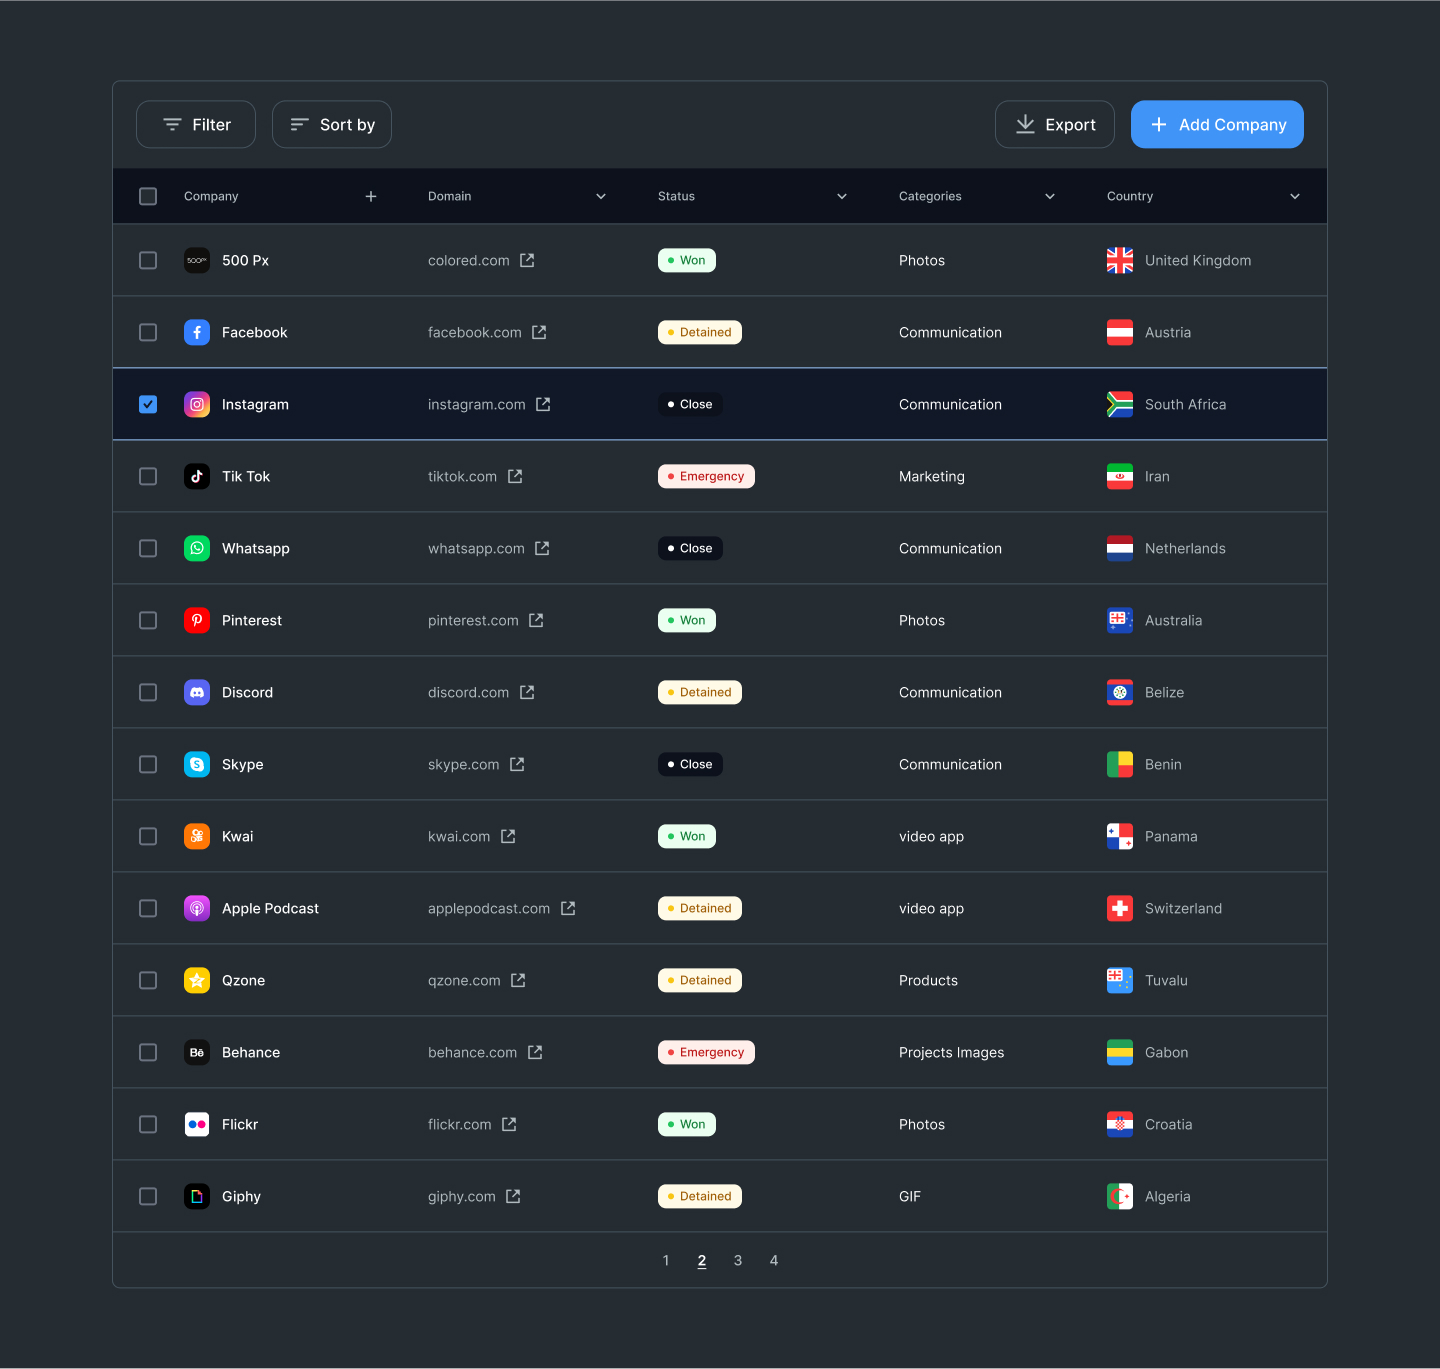 Filter Sort by Export Add Company
Company Domain Status Categories Country
500px 500 Px colored.com Won Photos United Kingdom
Facebook facebook.com Detained Communication Austria
Instagram instagram.com Close Communication South Africa
Tik Tok tiktok.com Emergency Marketing Iran
Whatsapp whatsapp.com Close Communication Netherlands
Pinterest pinterest.com Won Photos Australia
Discord discord.com Detained Communication Belize
Skype skype.com Close Communication Benin
Kwai kwai.com Won video app Panama
Apple Podcast applepodcast.com Detained video app Switzerland
Qzone qzone.com Detained Products Tuvalu
Bē Behance behance.com Emergency Projects Images Gabon
Flickr flickr.com Won Photos Croatia
Giphy giphy.com Detained GIF Algeria
1 2 3 4